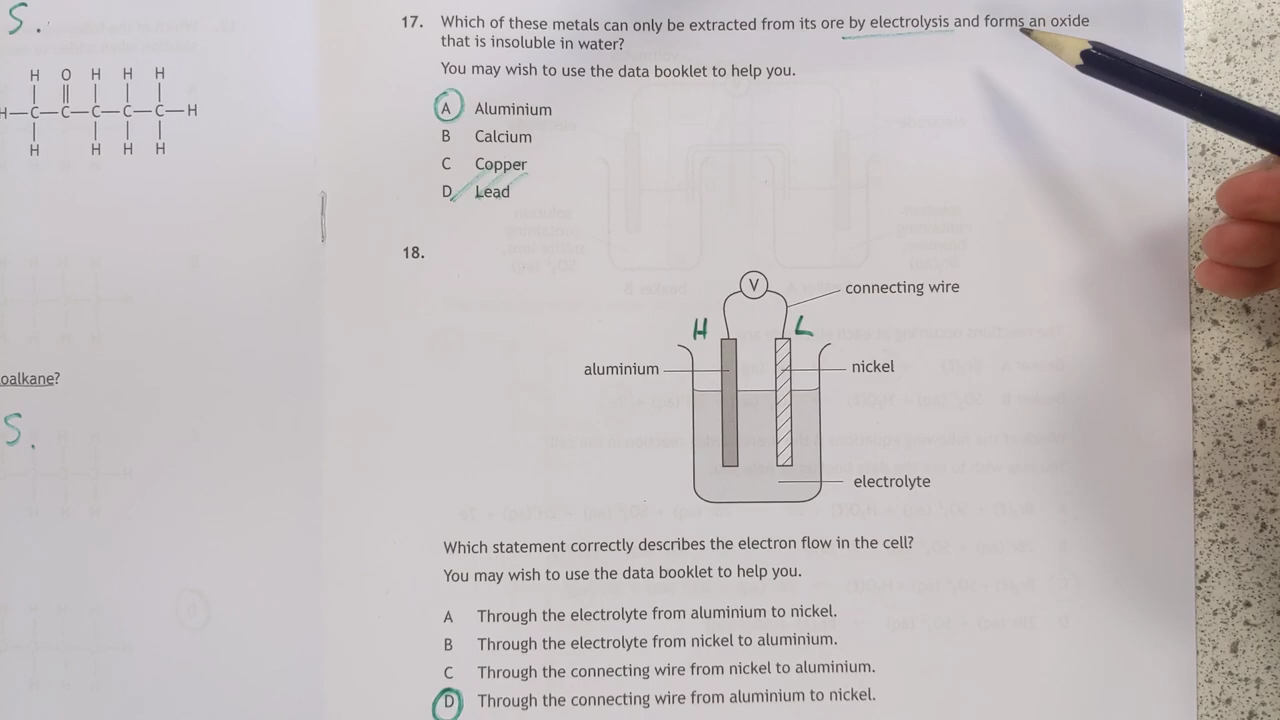 S.
H O H H H
H—C—C—C—C—C—H
H H H H
oalkane?
S.
17. Which of these metals can only be extracted from its ore by electrolysis and forms an oxide
that is insoluble in water?
You may wish to use the data booklet to help you.
A Aluminium
B Calcium
C Copper
D Lead
18.
V
connecting wire
H L
aluminium
nickel
electrolyte
Which statement correctly describes the electron flow in the cell?
You may wish to use the data booklet to help you.
A Through the electrolyte from aluminium to nickel.
B Through the electrolyte from nickel to aluminium.
C Through the connecting wire from nickel to aluminium.
D Through the connecting wire from aluminium to nickel.